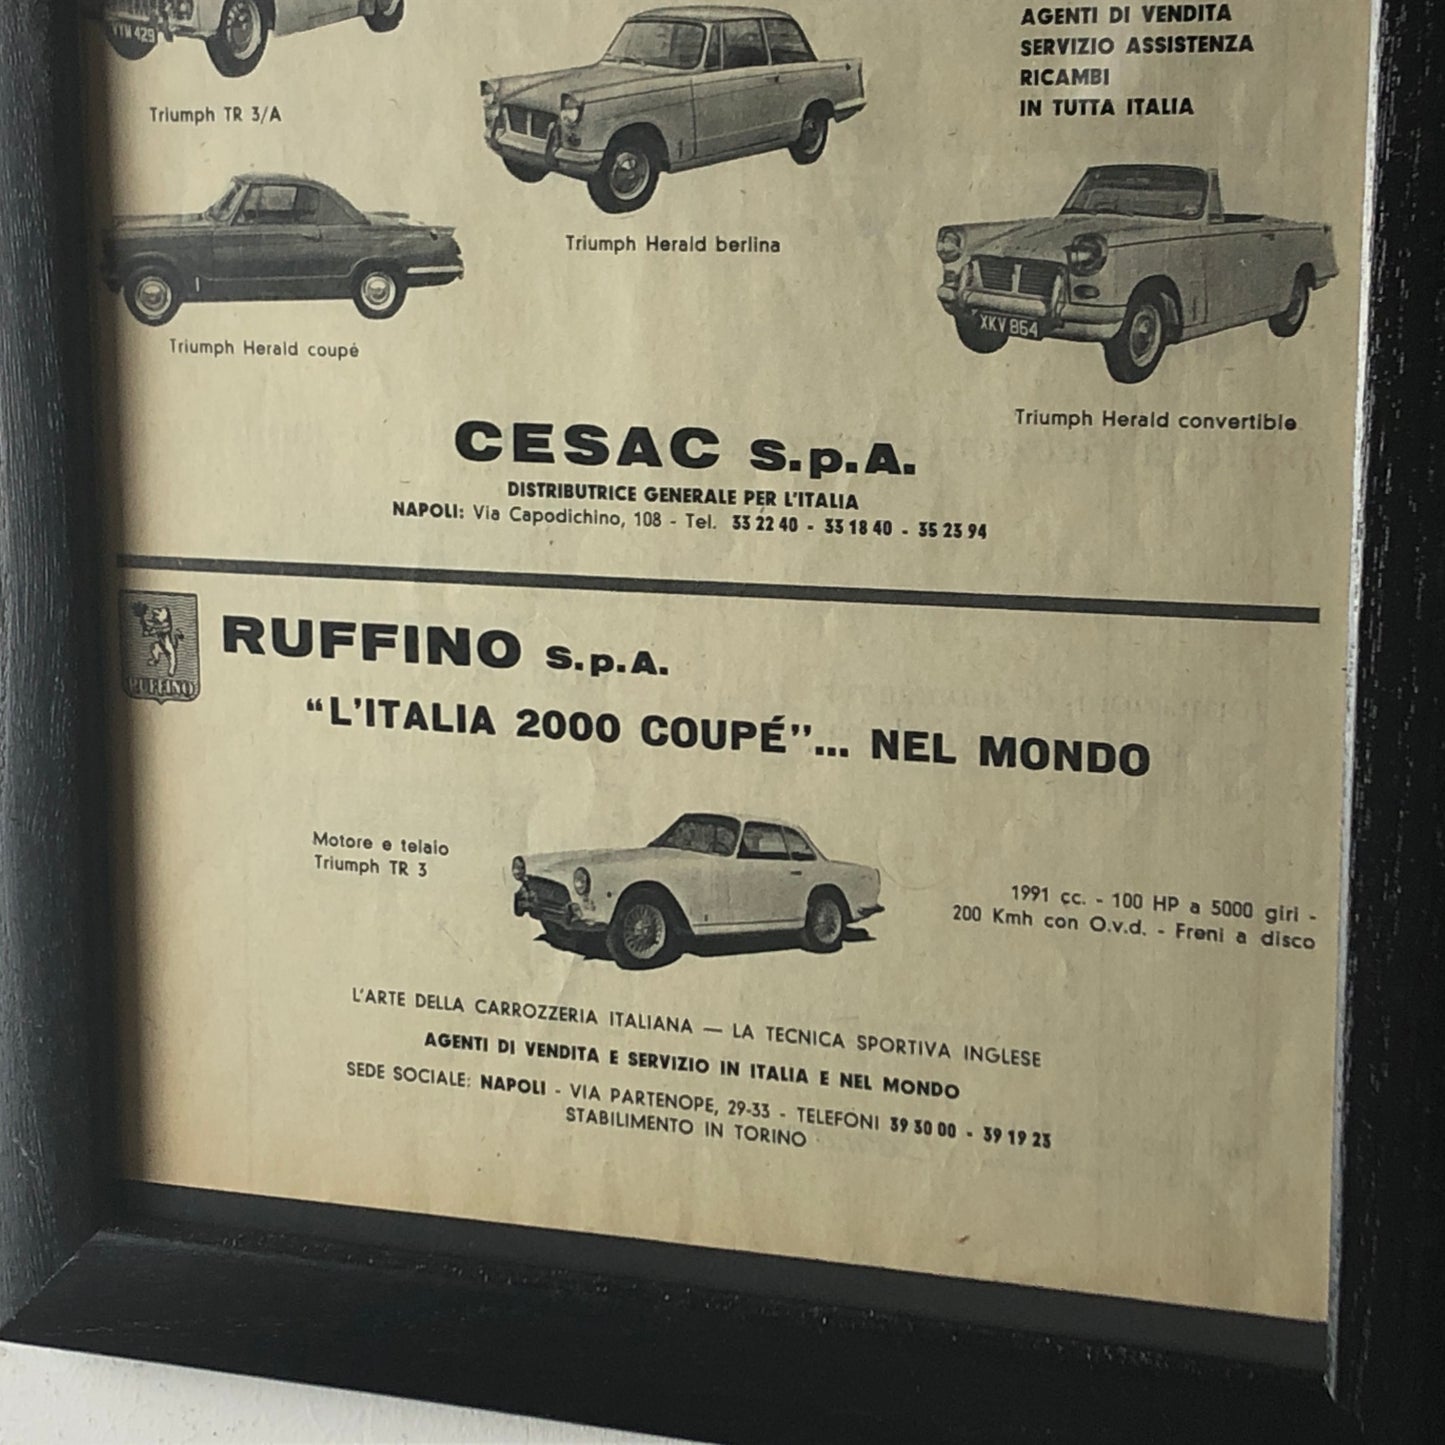 YYM 429
AGENTI DI VENDITA
SERVIZIO ASSISTENZA
RICAMBI
IN TUTTA ITALIA
Triumph TR 3/A
Triumph Herald berlina
Triumph Herald coupé
XKV 864
Triumph Herald convertible
CESAC s.p.A.
DISTRIBUTRICE GENERALE PER L'ITALIA
NAPOLI: Via Capodichino, 108 - Tel. 33 22 40 - 33 18 40 - 35 23 94
RUFFINO
RUFFINO s.p.A.
“L'ITALIA 2000 COUPÉ”... NEL MONDO
Motore e telaio
Triumph TR 3
1991 cc. - 100 HP a 5000 giri -
200 Kmh con O.v.d. - Freni a disco
L'ARTE DELLA CARROZZERIA ITALIANA — LA TECNICA SPORTIVA INGLESE
AGENTI DI VENDITA E SERVIZIO IN ITALIA E NEL MONDO
SEDE SOCIALE: NAPOLI - VIA PARTENOPE, 29-33 - TELEFONI 39 30 00 - 39 19 23
STABILIMENTO IN TORINO